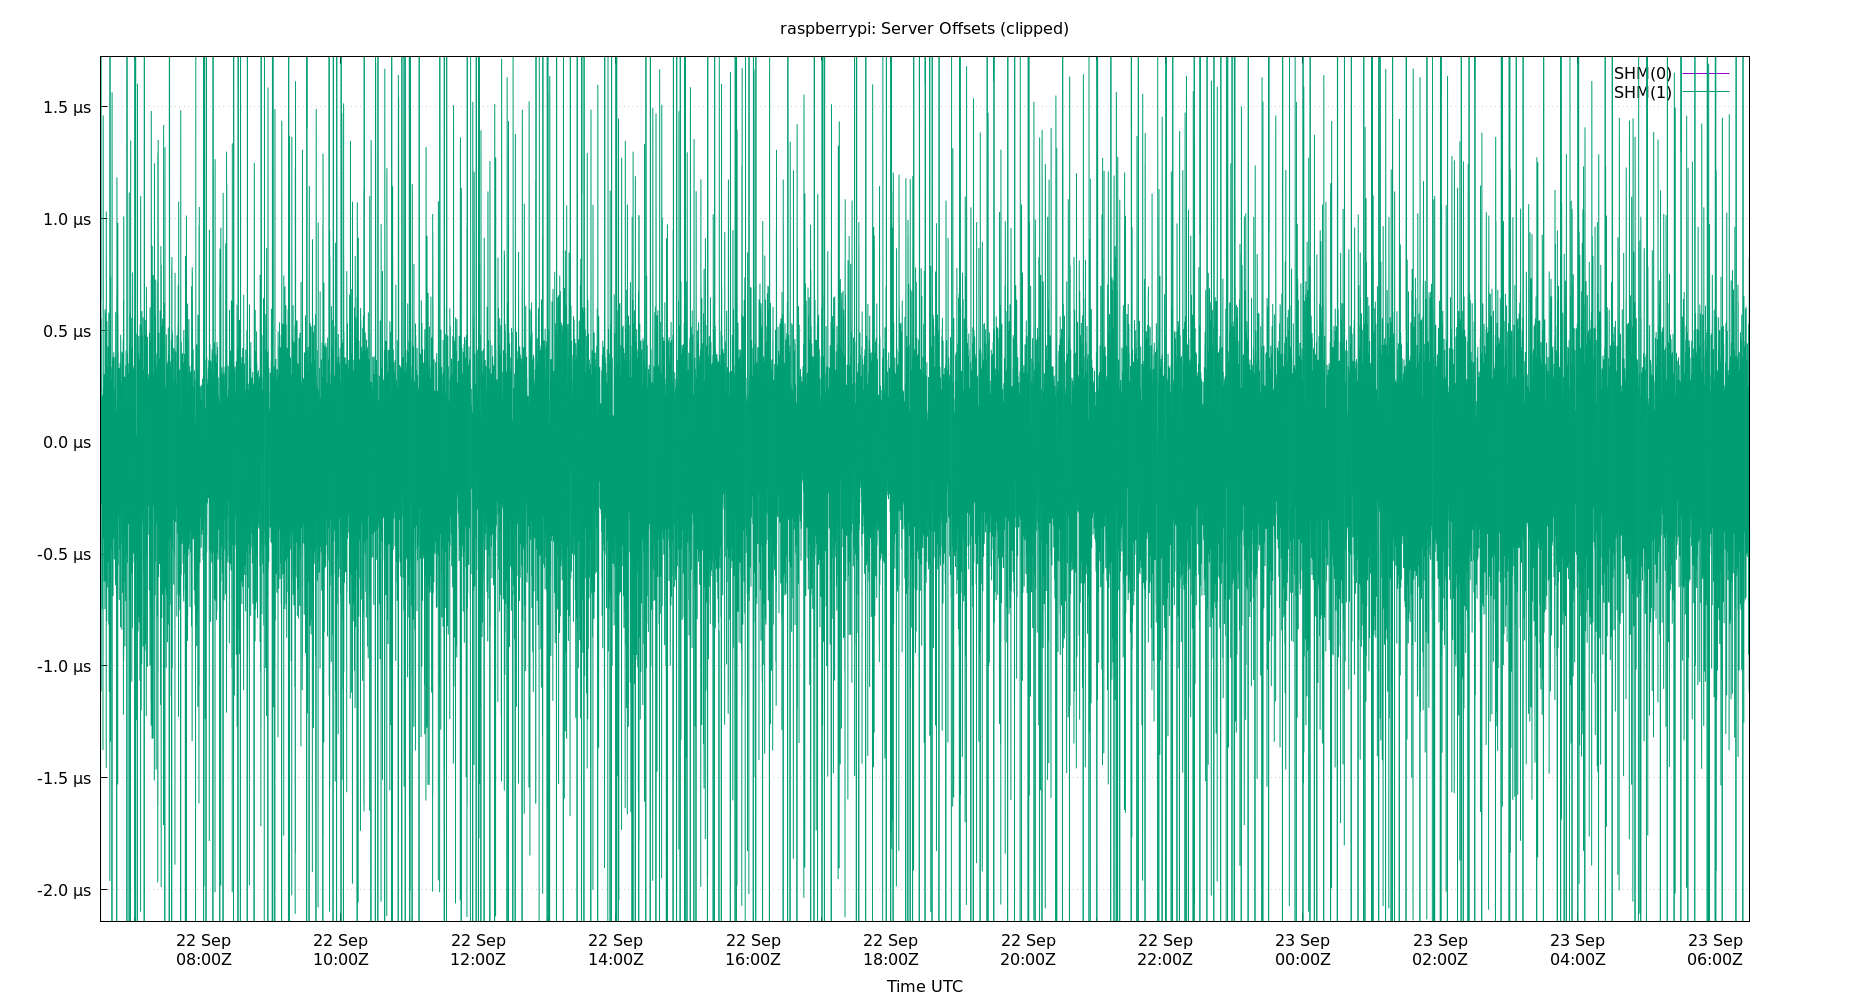 raspberrypi: Server Offsets (clipped)
SHM(0)
SHM(1)
1.5 µs
1.0 µs
0.5 µs
0.0 µs
-0.5 µs
-1.0 µs
-1.5 µs
-2.0 µs
22 Sep 22 Sep 22 Sep 22 Sep 22 Sep 22 Sep 22 Sep 22 Sep 23 Sep 23 Sep 23 Sep 23 Sep
08:00Z 10:00Z 12:00Z 14:00Z 16:00Z 18:00Z 20:00Z 22:00Z 00:00Z 02:00Z 04:00Z 06:00Z
Time UTC